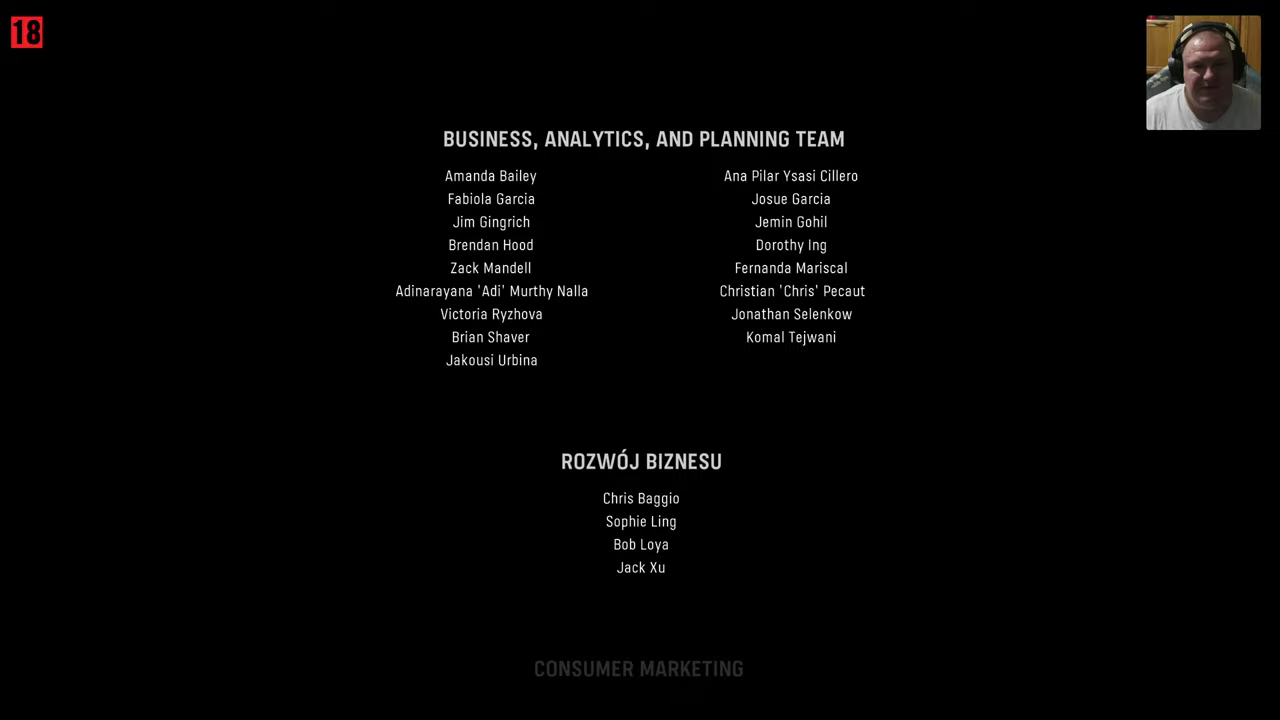 18
BUSINESS, ANALYTICS, AND PLANNING TEAM
Amanda Bailey
Ana Pilar Ysasi Cillero
Fabiola Garcia
Josue Garcia
Jim Gingrich
Jemin Gohil
Brendan Hood
Dorothy Ing
Zack Mandell
Fernanda Mariscal
Adinarayana 'Adi' Murthy Nalla
Christian 'Chris' Pecaut
Victoria Ryzhova
Jonathan Selenkow
Brian Shaver
Komal Tejwani
Jakousi Urbina
ROZWÓJ BIZNESU
Chris Baggio
Sophie Ling
Bob Loya
Jack Xu
CONSUMER MARKETING